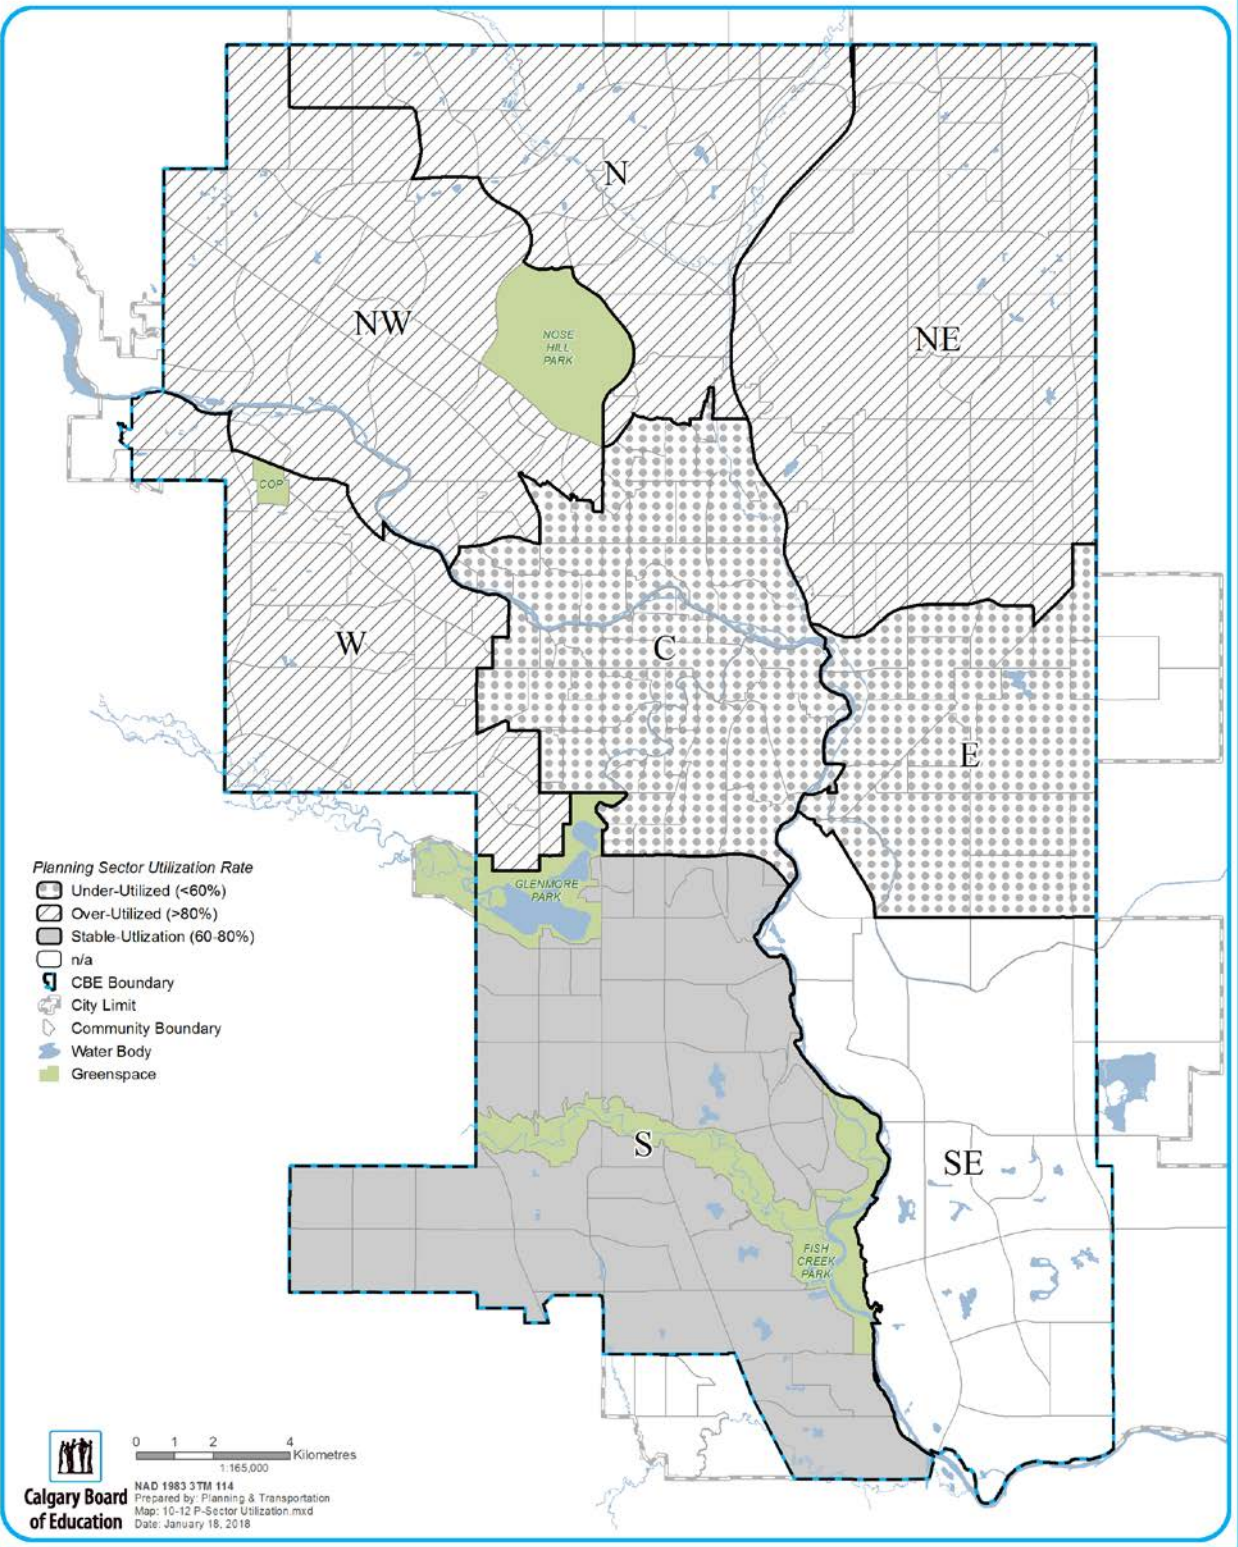 N
NW
NE
NOSE
HILL
PARK
COP
W
C
E
GLENMORE
PARK
S
SE
FISH
CREEK
PARK
Planning Sector Utilization Rate
Under-Utilized (<60%)
Over-Utilized (>80%)
Stable-Utlization (60-80%)
n/a
CBE Boundary
City Limit
Community Boundary
Water Body
Greenspace
0 1 2 4
Kilometres
1:165,000
Calgary Board
of Education
NAD 1983 3TM 114
Prepared by: Planning & Transportation
Map: 10-12 P-Sector Utilization.mxd
Date: January 18, 2018